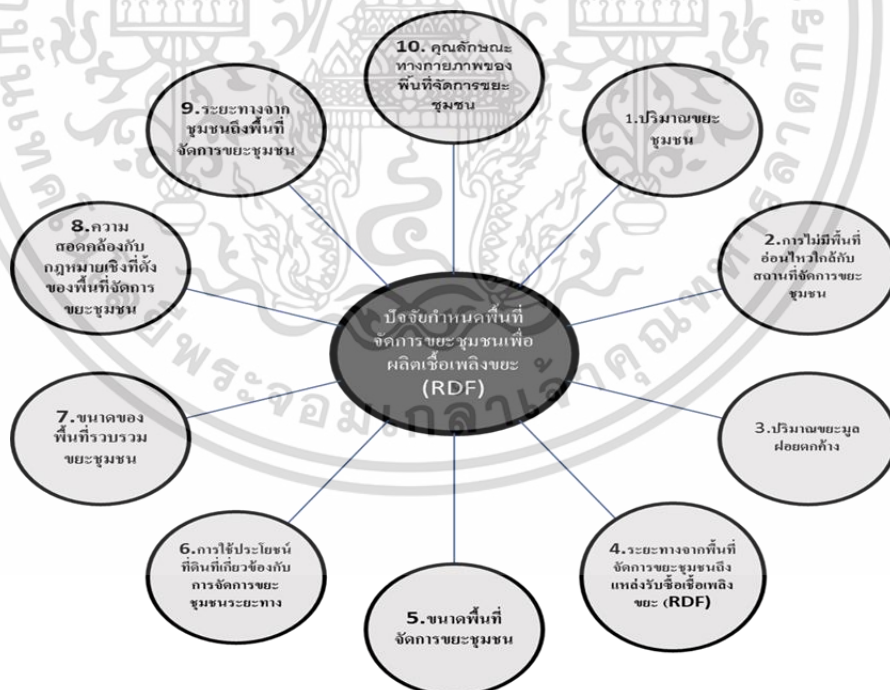 ปัจจัยกำหนดพื้นที่
จัดการขยะชุมชนเพื่อ
ผลิตเชื้อเพลิงขยะ
(RDF)
1.ปริมาณขยะ
ชุมชน
2.การไม่มีพื้นที่
อ่อนไหวใกล้กับ
สถานที่จัดการขยะ
ชุมชน
3.ปริมาณขยะมูล
ฝอยตกค้าง
4.ระยะทางจากพื้นที่
จัดการขยะชุมชนถึง
แหล่งรับซื้อเชื้อเพลิง
ขยะ (RDF)
5.ขนาดพื้นที่
จัดการขยะชุมชน
6.การใช้ประโยชน์
ที่ดินที่เกี่ยวข้องกับ
การจัดการขยะ
ชุมชนระยะทาง
7.ขนาดของ
พื้นที่รวบรวม
ขยะชุมชน
8.ความ
สอดคล้องกับ
กฎหมายเชิงที่ตั้ง
ของพื้นที่จัดการ
ขยะชุมชน
9.ระยะทางจาก
ชุมชนถึงพื้นที่
จัดการขยะชุมชน
10. คุณลักษณะ
ทางกายภาพของ
พื้นที่จัดการขยะ
ชุมชน